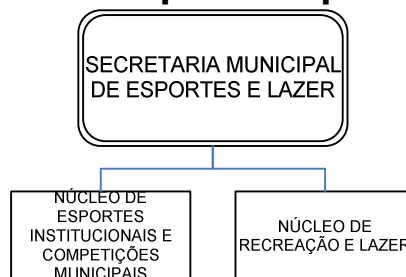 SECRETARIA MUNICIPAL
DE ESPORTES E LAZER
NÚCLEO DE
ESPORTES
INSTITUCIONAIS E
COMPETIÇÕES
MUNICIPAIS
NÚCLEO DE
RECREAÇÃO E LAZER